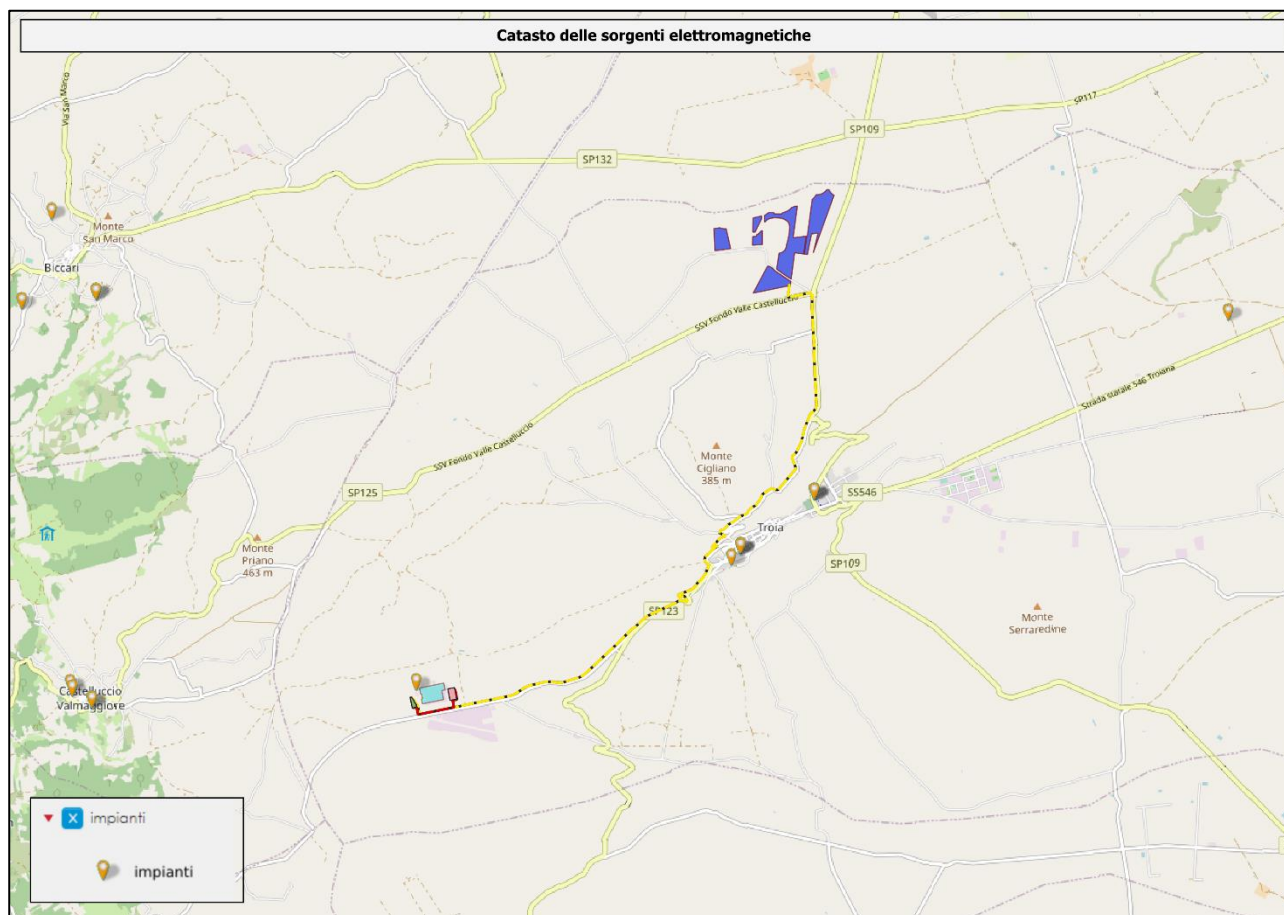 Catasto delle sorgenti elettromagnetiche
Via San Marco
SP117
SP109
SP132
Monte
San Marco
Biccari
SSV Fondo Valle Castelluccio
Strada statale 546 Troiana
SSV Fondo Valle Castelluccio
Monte
Cigliano
385 m
SP125
SS546
Troia
Monte
Priano
463 m
SP109
SP123
Monte
Serraredine
Castelluccio
Valmaggiore
impianti
impianti